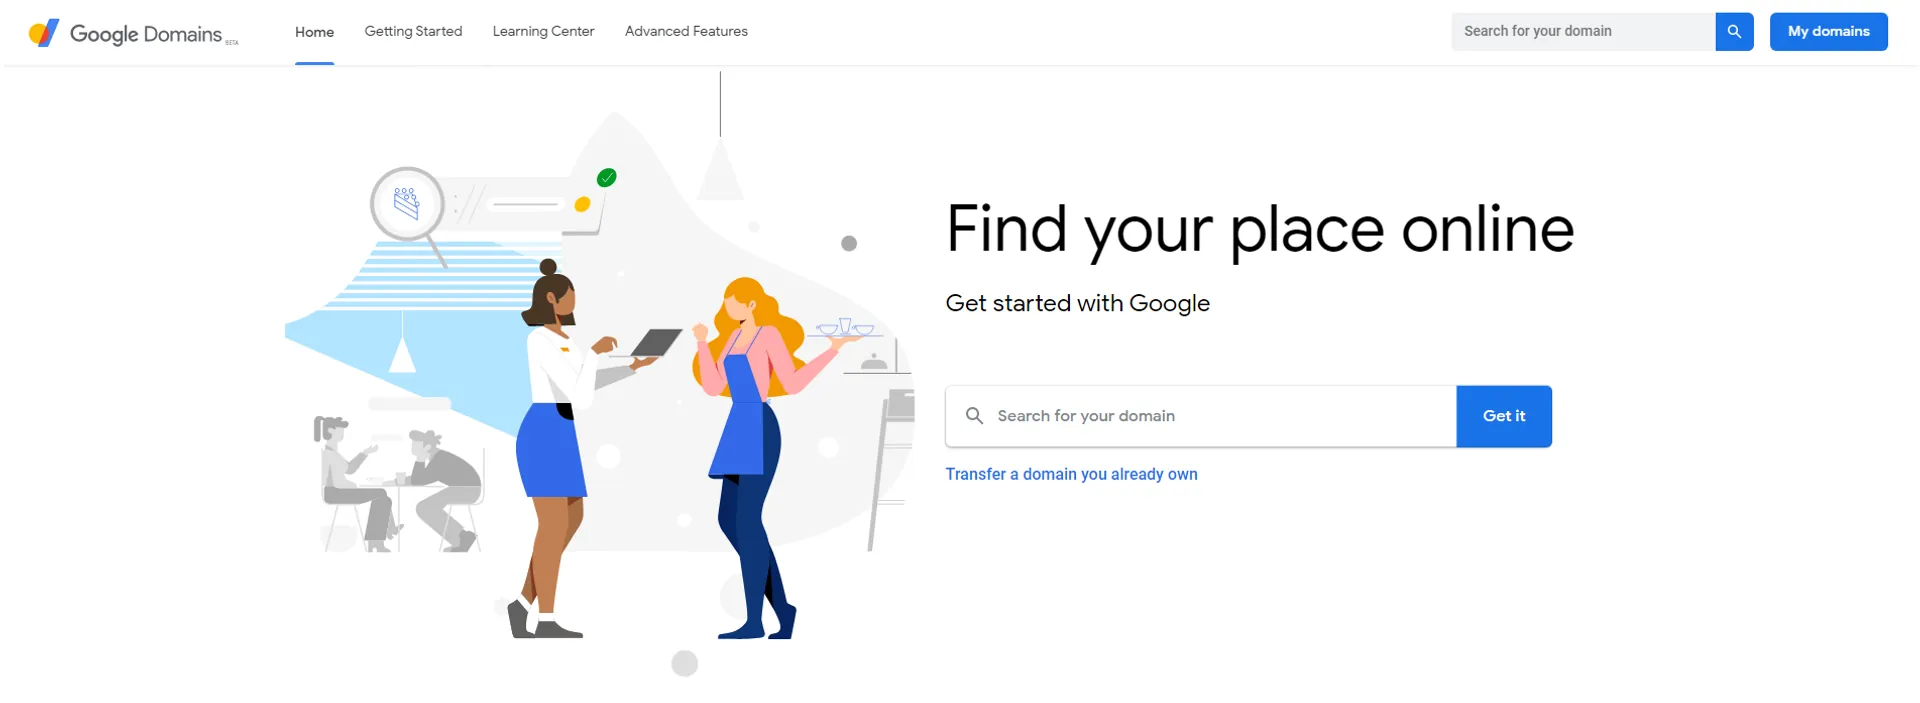 Google Domains BETA
Home
Getting Started
Learning Center
Advanced Features
Search for your domain
My domains
Find your place online
Get started with Google
Search for your domain
Get it
Transfer a domain you already own